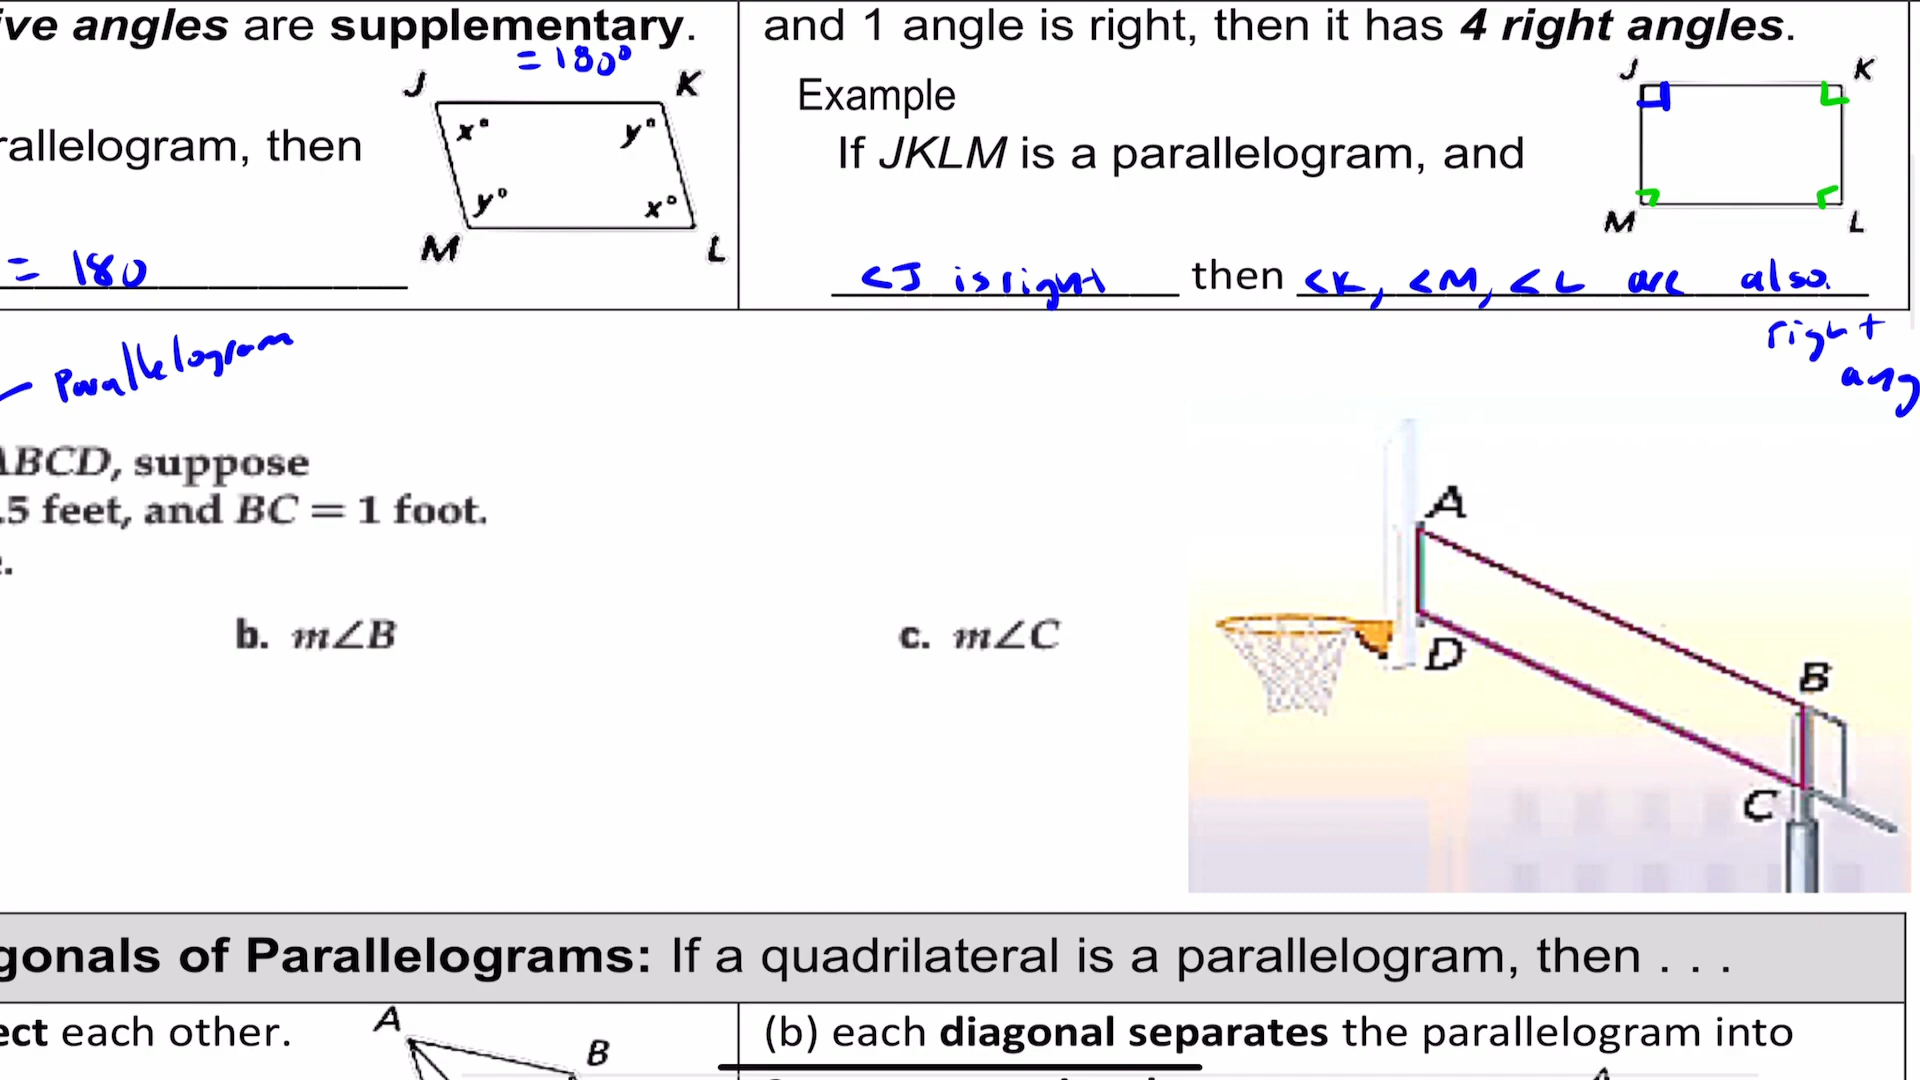 ive angles are supplementary.
= 180°
J
K
x°
y°
rallelogram, then
y°
x°
M
L
= 180
and 1 angle is right, then it has 4 right angles.
J
K
Example
If JKLM is a parallelogram, and
M
L
<J is right then <K, <M, <L are also.
right
ang
Parallelogram
ABCD, suppose
.5 feet, and BC = 1 foot.
b. m∠B
c. m∠C
A
D
B
C
gonals of Parallelograms: If a quadrilateral is a parallelogram, then . . .
ect each other.
A
B
(b) each diagonal separates the parallelogram into